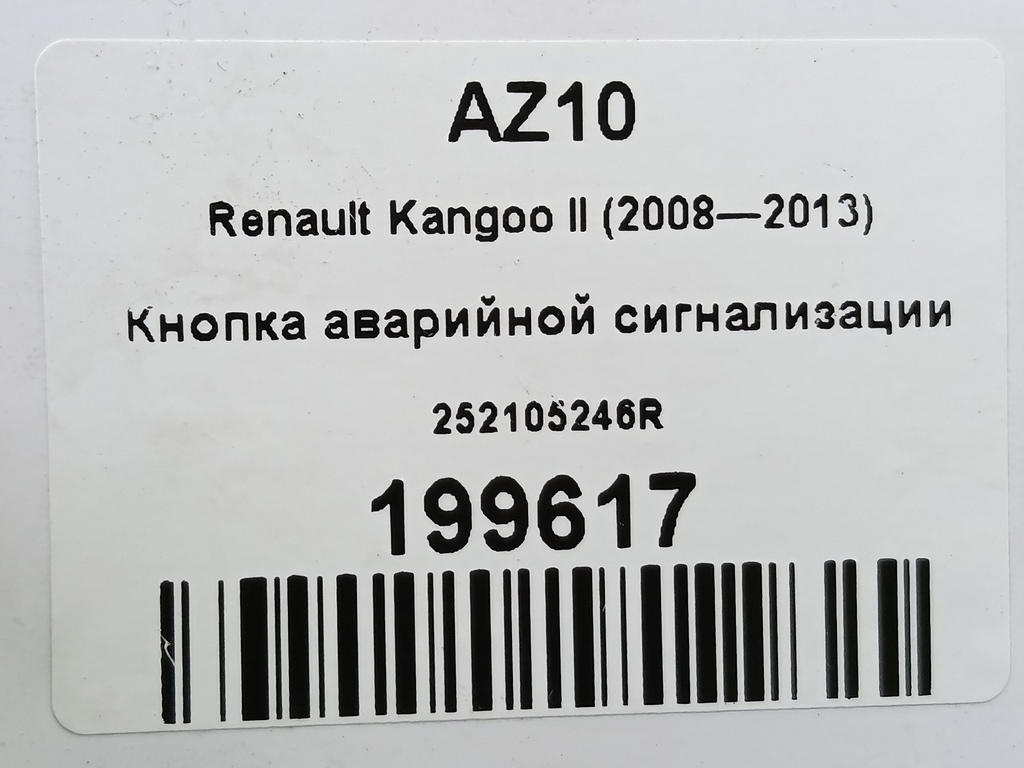 AZ10
Renault Kangoo II (2008—2013)
Кнопка аварийной сигнализации
252105246R
199617